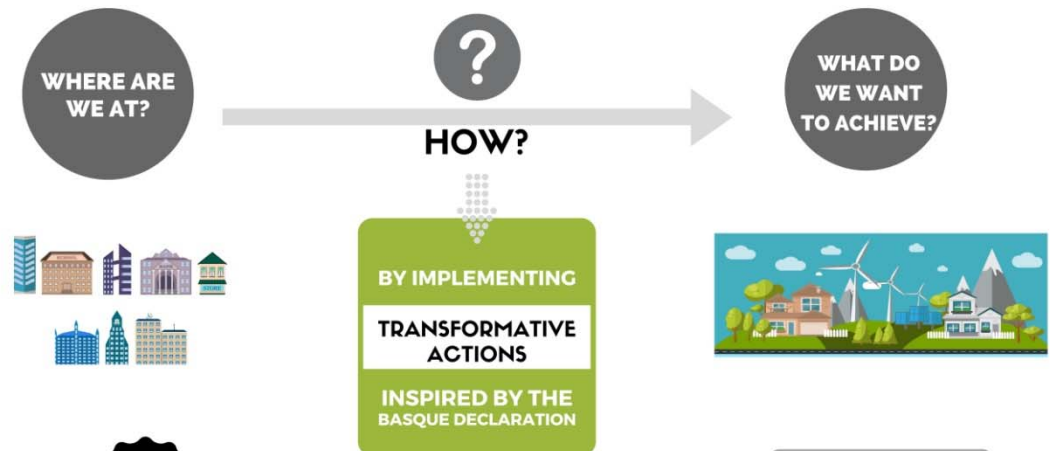 WHERE ARE
WE AT?
?
HOW?
WHAT DO
WE WANT
TO ACHIEVE?
BY IMPLEMENTING
TRANSFORMATIVE
ACTIONS
INSPIRED BY THE
BASQUE DECLARATION